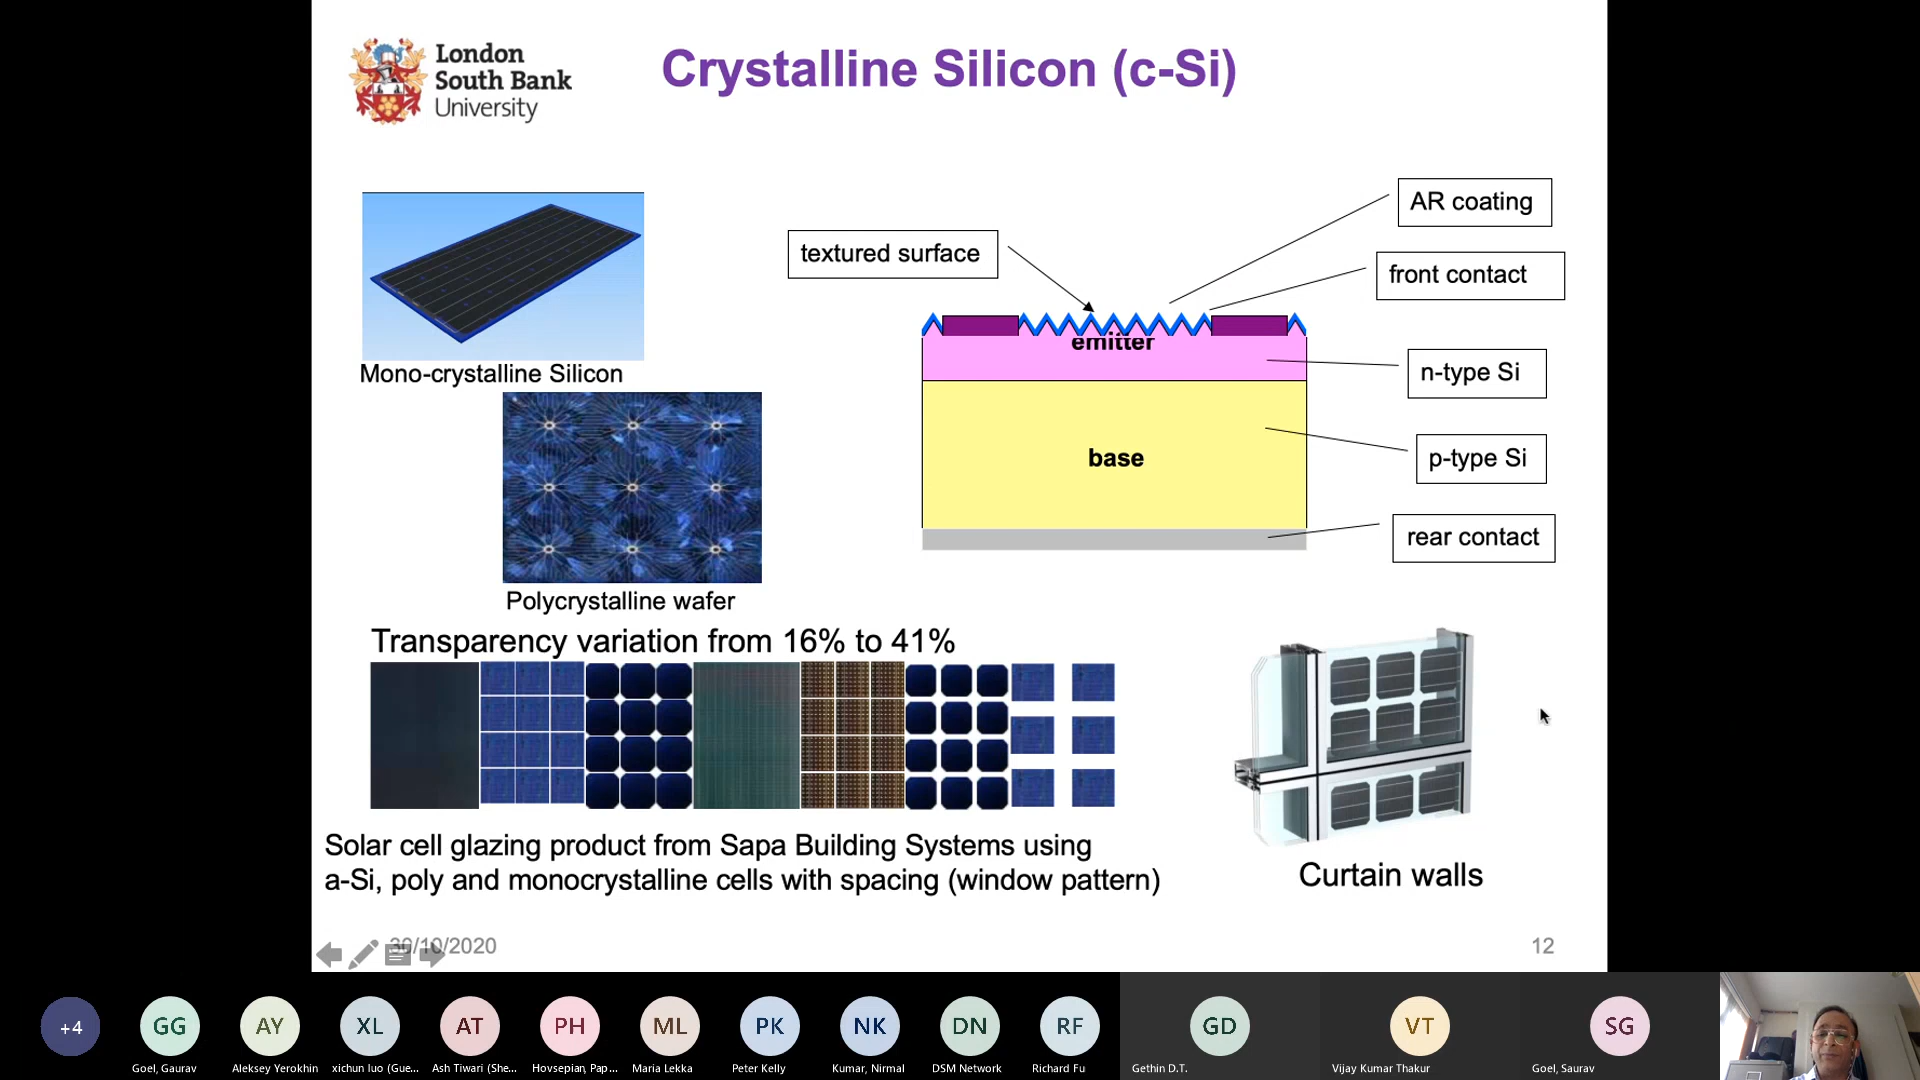 London
South Bank
University
Crystalline Silicon (c-Si)
AR coating
textured surface
front contact
emitter
n-type Si
Mono-crystalline Silicon
base
p-type Si
rear contact
Polycrystalline wafer
Transparency variation from 16% to 41%
Solar cell glazing product from Sapa Building Systems using
a-Si, poly and monocrystalline cells with spacing (window pattern)
Curtain walls
30/10/2020
12
+4
GG
AY
XL
AT
PH
ML
PK
NK
DN
RF
GD
VT
SG
Goel, Gaurav
Aleksey Yerokhin
xichun luo (Gue...
Ash Tiwari (She...
Hovsepian, Pap...
Maria Lekka
Peter Kelly
Kumar, Nirmal
DSM Network
Richard Fu
Gethin D.T.
Vijay Kumar Thakur
Goel, Saurav